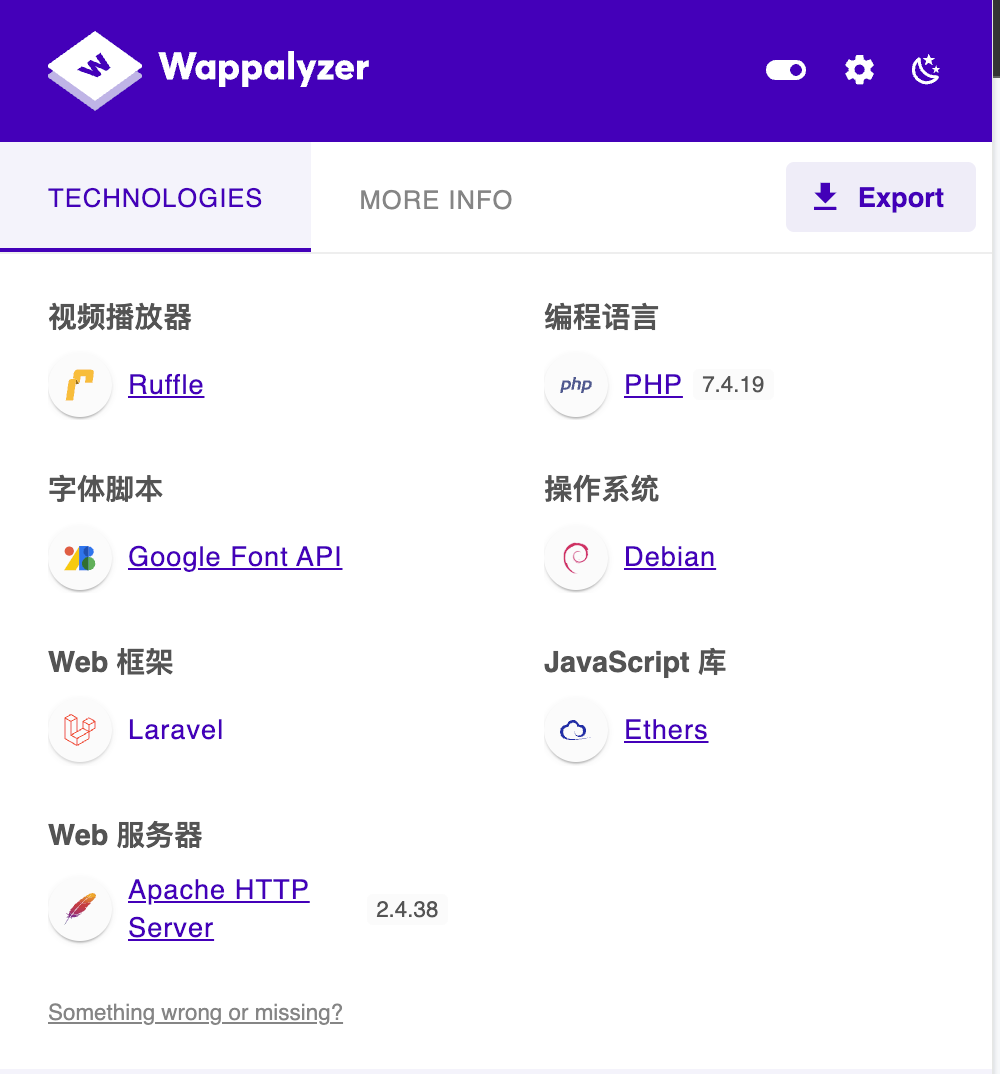 Wappalyzer
TECHNOLOGIES
MORE INFO
Export
视频播放器
Ruffle
编程语言
php
PHP 7.4.19
字体脚本
Google Font API
操作系统
Debian
Web 框架
Laravel
JavaScript 库
Ethers
Web 服务器
Apache HTTP
Server
2.4.38
Something wrong or missing?